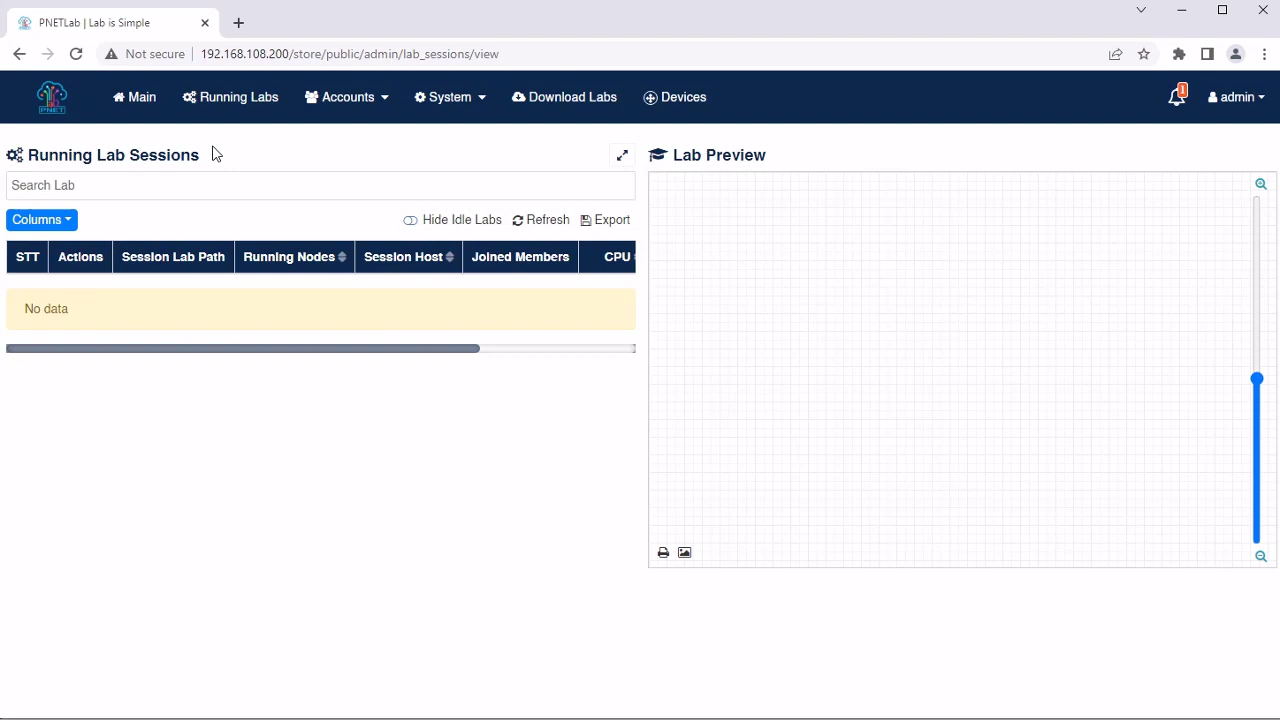 PNETLab | Lab is Simple
Not secure
192.168.108.200/store/public/admin/lab_sessions/view
PNET
Main
Running Labs
Accounts
System
Download Labs
Devices
1
admin
Running Lab Sessions
Lab Preview
Search Lab
Columns
Hide Idle Labs
Refresh
Export
STT
Actions
Session Lab Path
Running Nodes
Session Host
Joined Members
CPU
No data